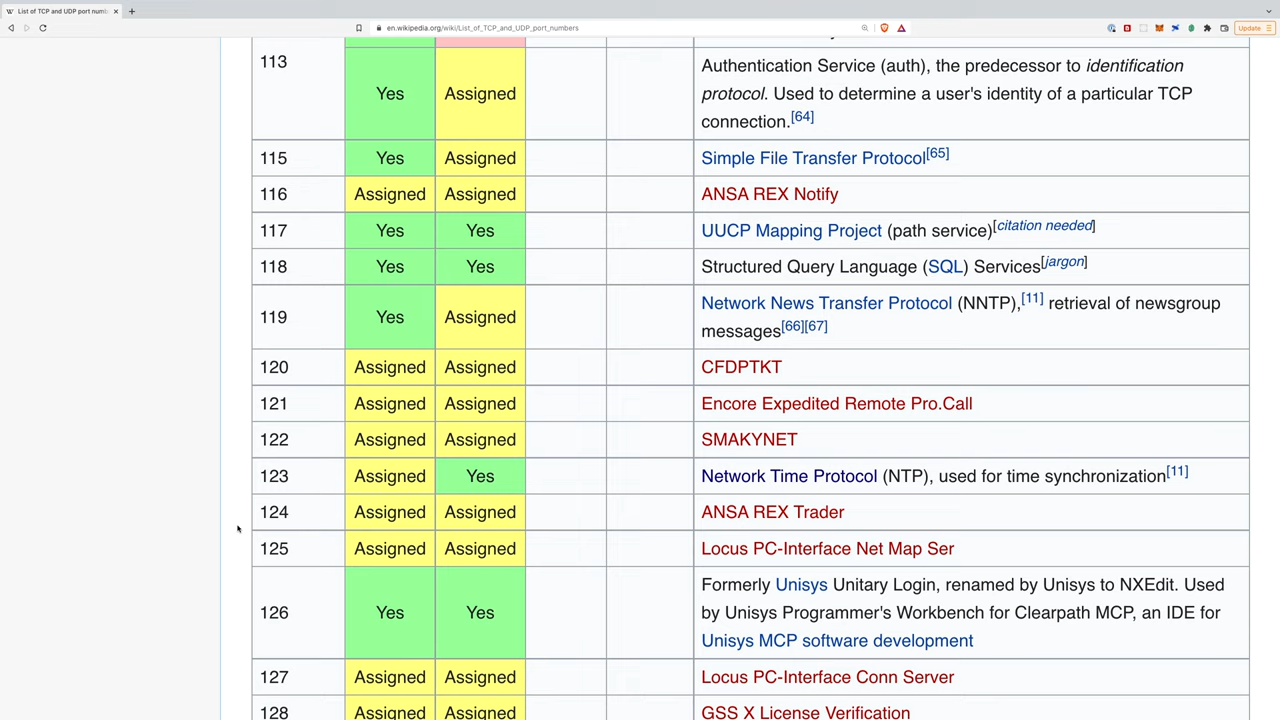 List of TCP and UDP port numb
en.wikipedia.org/wiki/List_of_TCP_and_UDP_port_numbers
Update
113
Yes
Assigned
Authentication Service (auth), the predecessor to identification
protocol. Used to determine a user's identity of a particular TCP
connection.[64]
115 Yes Assigned Simple File Transfer Protocol[65]
116 Assigned Assigned ANSA REX Notify
117 Yes Yes UUCP Mapping Project (path service)[citation needed]
118 Yes Yes Structured Query Language (SQL) Services[jargon]
119 Yes Assigned Network News Transfer Protocol (NNTP),[11] retrieval of newsgroup
messages[66][67]
120 Assigned Assigned CFDPTKT
121 Assigned Assigned Encore Expedited Remote Pro.Call
122 Assigned Assigned SMAKYNET
123 Assigned Yes Network Time Protocol (NTP), used for time synchronization[11]
124 Assigned Assigned ANSA REX Trader
125 Assigned Assigned Locus PC-Interface Net Map Ser
126 Yes Yes Formerly Unisys Unitary Login, renamed by Unisys to NXEdit. Used
by Unisys Programmer's Workbench for Clearpath MCP, an IDE for
Unisys MCP software development
127 Assigned Assigned Locus PC-Interface Conn Server
128 Assigned Assigned GSS X License Verification